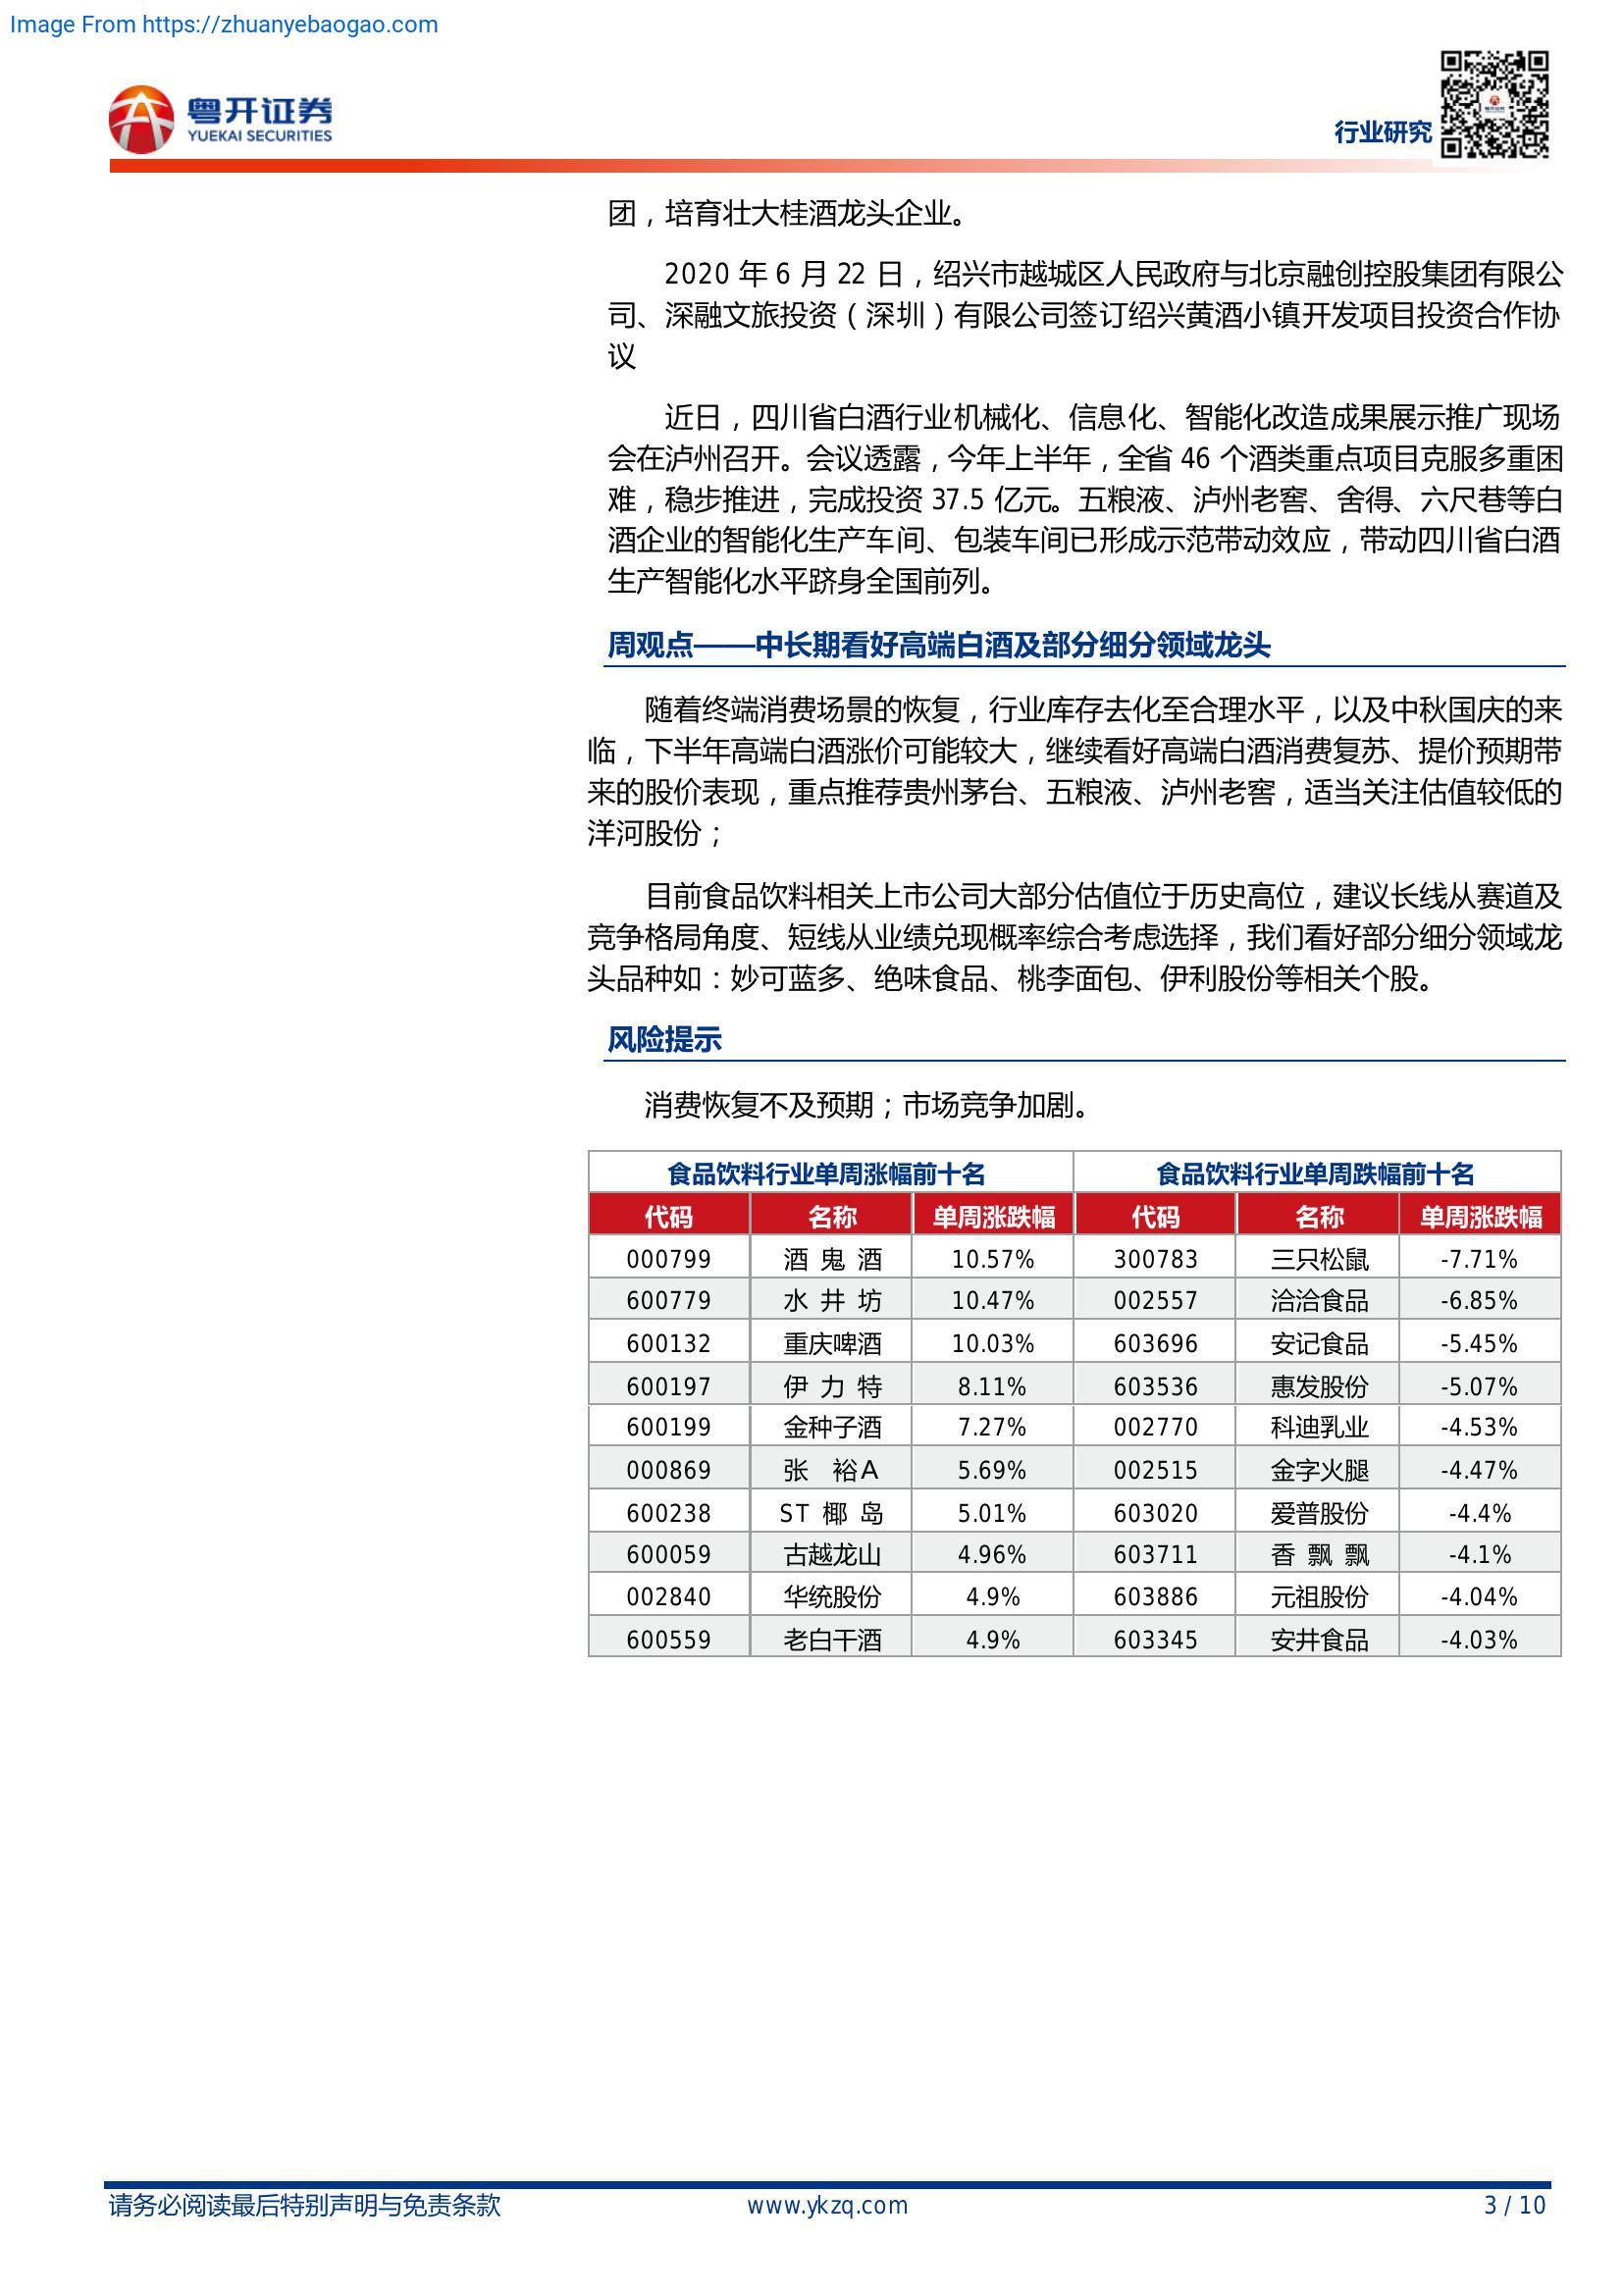 Image From https://zhuanyebaogao.com
粤开证券
YUEKAI SECURITIES
行业研究
团，培育壮大桂酒龙头企业。
2020 年 6 月 22 日，绍兴市越城区人民政府与北京融创控股集团有限公
司、深融文旅投资（深圳）有限公司签订绍兴黄酒小镇开发项目投资合作协
议
近日，四川省白酒行业机械化、信息化、智能化改造成果展示推广现场
会在泸州召开。会议透露，今年上半年，全省 46 个酒类重点项目克服多重困
难，稳步推进，完成投资 37.5 亿元。五粮液、泸州老窖、舍得、六尺巷等白
酒企业的智能化生产车间、包装车间已形成示范带动效应，带动四川省白酒
生产智能化水平跻身全国前列。
周观点——中长期看好高端白酒及部分细分领域龙头
随着终端消费场景的恢复，行业库存去化至合理水平，以及中秋国庆的来
临，下半年高端白酒涨价可能较大，继续看好高端白酒消费复苏、提价预期带
来的股价表现，重点推荐贵州茅台、五粮液、泸州老窖，适当关注估值较低的
洋河股份；
目前食品饮料相关上市公司大部分估值位于历史高位，建议长线从赛道及
竞争格局角度、短线从业绩兑现概率综合考虑选择，我们看好部分细分领域龙
头品种如：妙可蓝多、绝味食品、桃李面包、伊利股份等相关个股。
风险提示
消费恢复不及预期；市场竞争加剧。
食品饮料行业单周涨幅前十名 食品饮料行业单周跌幅前十名
代码 名称 单周涨跌幅 代码 名称 单周涨跌幅
000799 酒 鬼 酒 10.57% 300783 三只松鼠 -7.71%
600779 水 井 坊 10.47% 002557 洽洽食品 -6.85%
600132 重庆啤酒 10.03% 603696 安记食品 -5.45%
600197 伊 力 特 8.11% 603536 惠发股份 -5.07%
600199 金种子酒 7.27% 002770 科迪乳业 -4.53%
000869 张　裕A 5.69% 002515 金字火腿 -4.47%
600238 ST 椰 岛 5.01% 603020 爱普股份 -4.4%
600059 古越龙山 4.96% 603711 香 飘 飘 -4.1%
002840 华统股份 4.9% 603886 元祖股份 -4.04%
600559 老白干酒 4.9% 603345 安井食品 -4.03%
请务必阅读最后特别声明与免责条款 www.ykzq.com 3 / 10